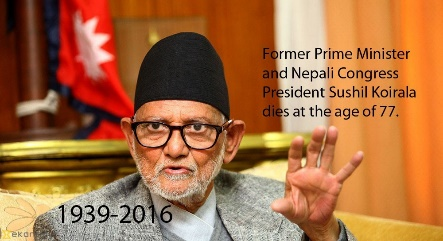 Former Prime Minister
and Nepali Congress
President Sushil Koirala
dies at the age of 77.
1939-2016